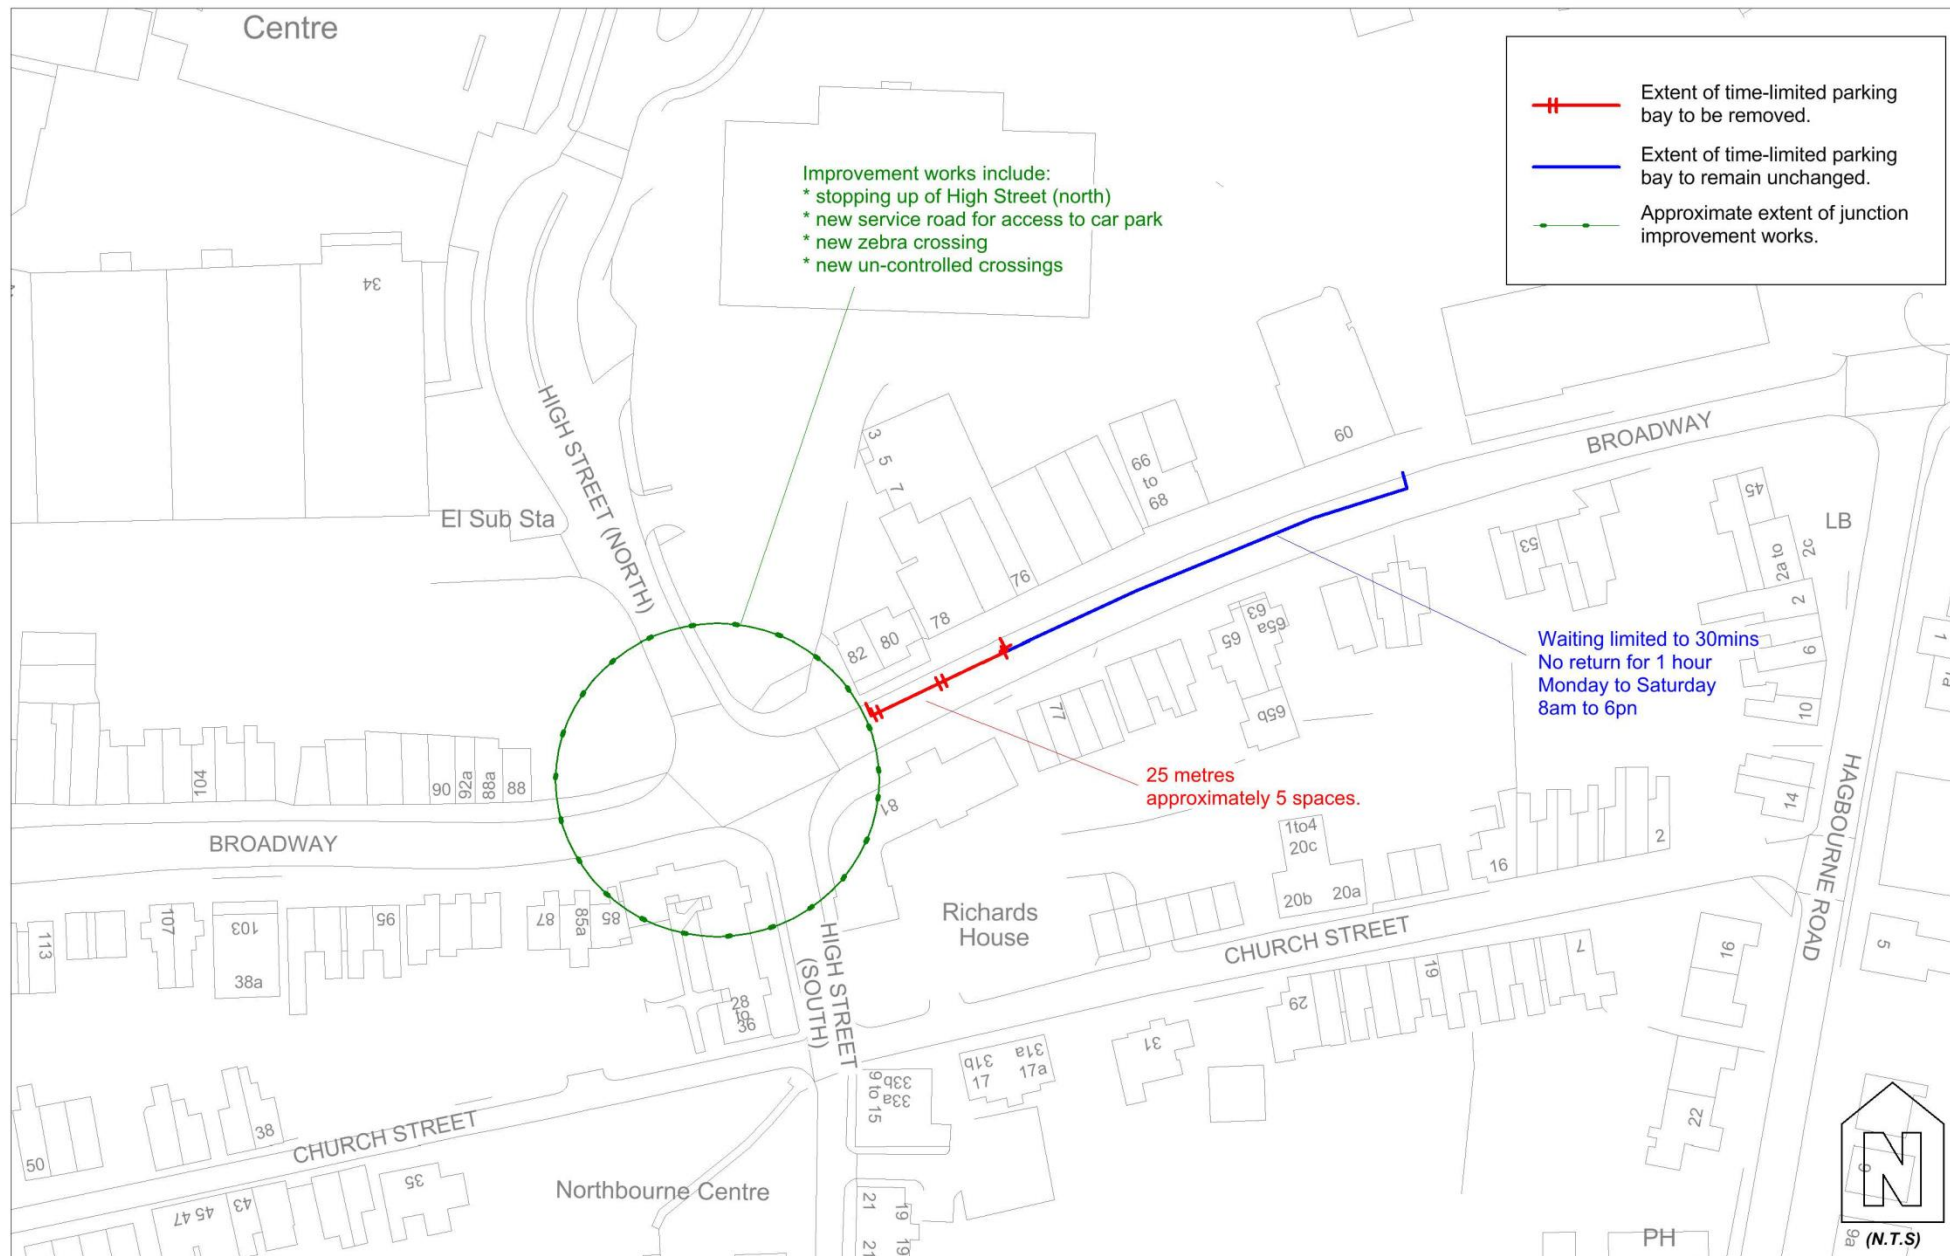 Centre
Extent of time-limited parking
bay to be removed.
Extent of time-limited parking
bay to remain unchanged.
Approximate extent of junction
improvement works.
Improvement works include:
* stopping up of High Street (north)
* new service road for access to car park
* new zebra crossing
* new un-controlled crossings
34
HIGH STREET (NORTH)
El Sub Sta
3
5
7
66
to
68
60
BROADWAY
76
78
80
82
45
LB
53
2a to
2c
2
6
10
14
63
65a
65
65b
77
81
Waiting limited to 30mins
No return for 1 hour
Monday to Saturday
8am to 6pn
25 metres
approximately 5 spaces.
104
90
92a
88a
88
BROADWAY
113
107
103
38a
95
87
85a
85
28
to
36
HIGH STREET
(SOUTH)
Richards
House
1to4
20c
20b
20a
16
2
CHURCH STREET
HAGBOURNE ROAD
1
1a
5
16
7
19
29
31
31b
31a
17
17a
33b
33a
9 to 15
22
50
38
CHURCH STREET
35
43
45 47
Northbourne Centre
21
19
21
19
PH
9
9a
N
(N.T.S)